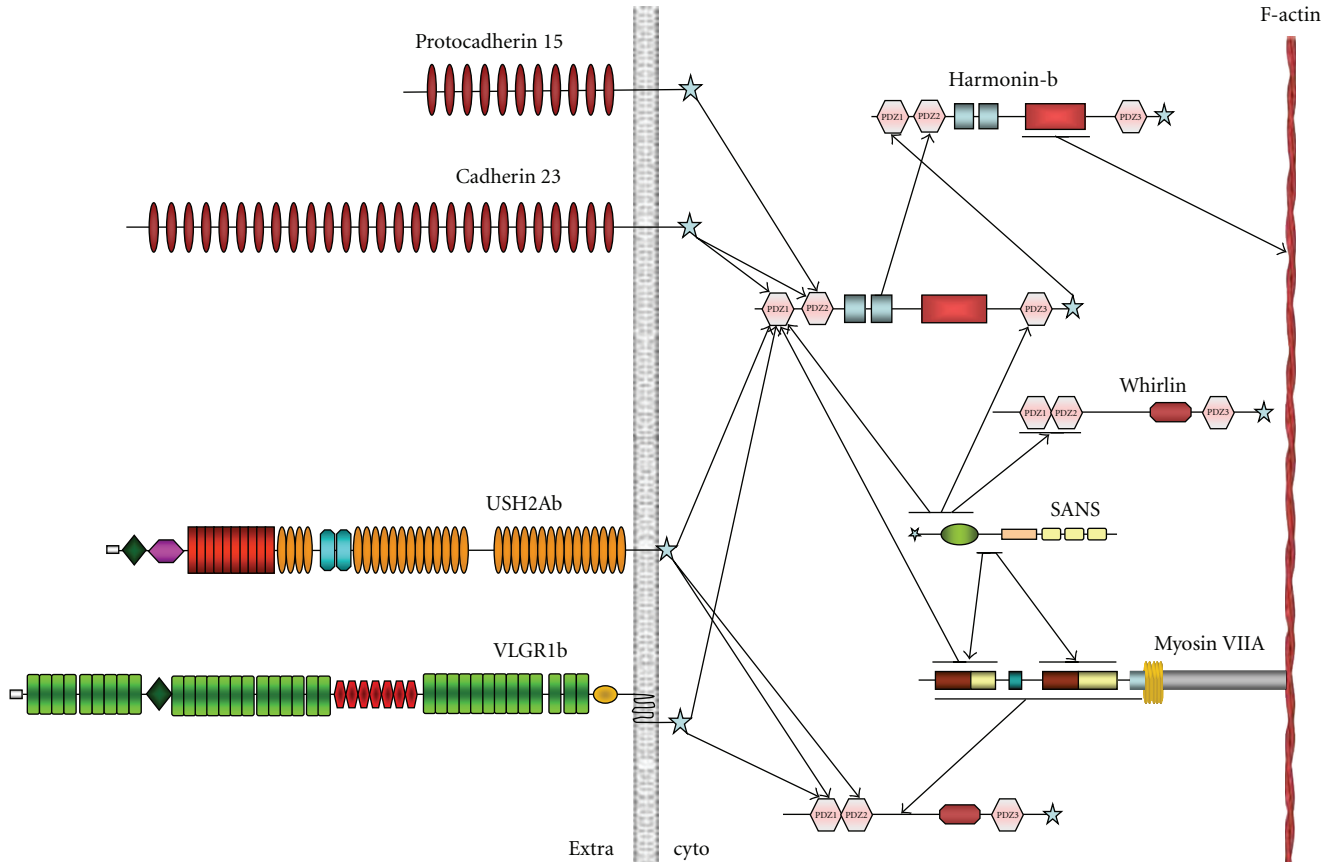 F-actin
Protocadherin 15
Harmonin-b
PDZ1 PDZ2 PDZ3
Cadherin 23
PDZ1 PDZ2 PDZ3
Whirlin
PDZ1 PDZ2 PDZ3
USH2Ab
SANS
VLGR1b
Myosin VIIA
PDZ1 PDZ2 PDZ3
Extra cyto